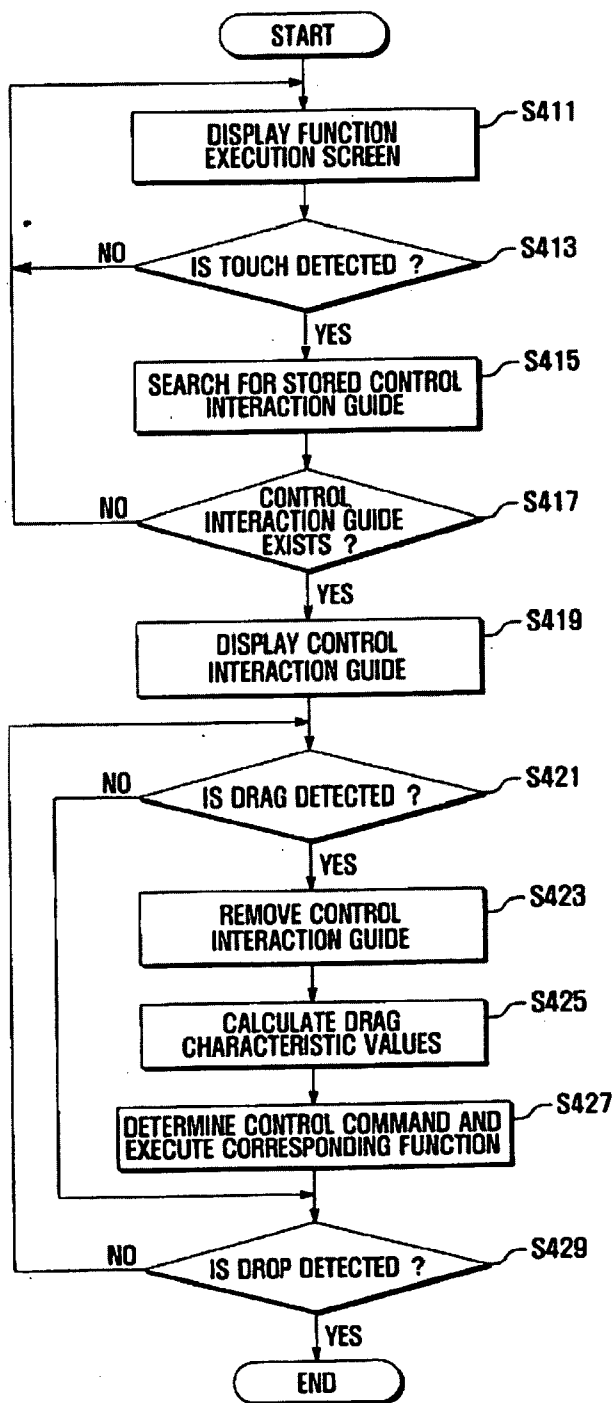 START
S411
DISPLAY FUNCTION
EXECUTION SCREEN
NO
IS TOUCH DETECTED ?
S413
YES
S415
SEARCH FOR STORED CONTROL
INTERACTION GUIDE
NO
CONTROL
INTERACTION GUIDE
EXISTS ?
S417
YES
S419
DISPLAY CONTROL
INTERACTION GUIDE
NO
IS DRAG DETECTED ?
S421
YES
S423
REMOVE CONTROL
INTERACTION GUIDE
S425
CALCULATE DRAG
CHARACTERISTIC VALUES
S427
DETERMINE CONTROL COMMAND AND
EXECUTE CORRESPONDING FUNCTION
NO
IS DROP DETECTED ?
S429
YES
END